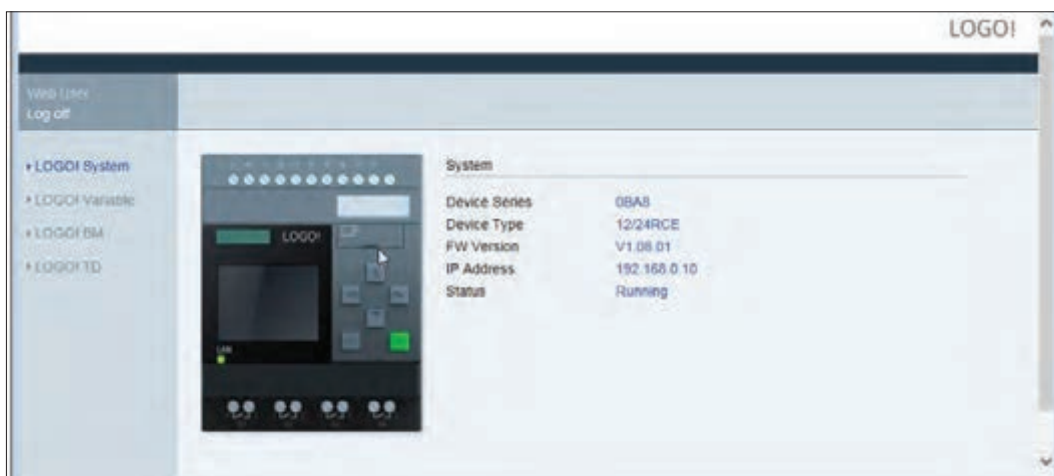 LOGO!
Web User
Log off
LOGO! System
LOGO! Variable
LOGO! BM
LOGO! TD
LOGO!
LAN
System
Device Series 0BA8
Device Type 12/24RCE
FW Version V1.08.01
IP Address 192.168.0.10
Status Running